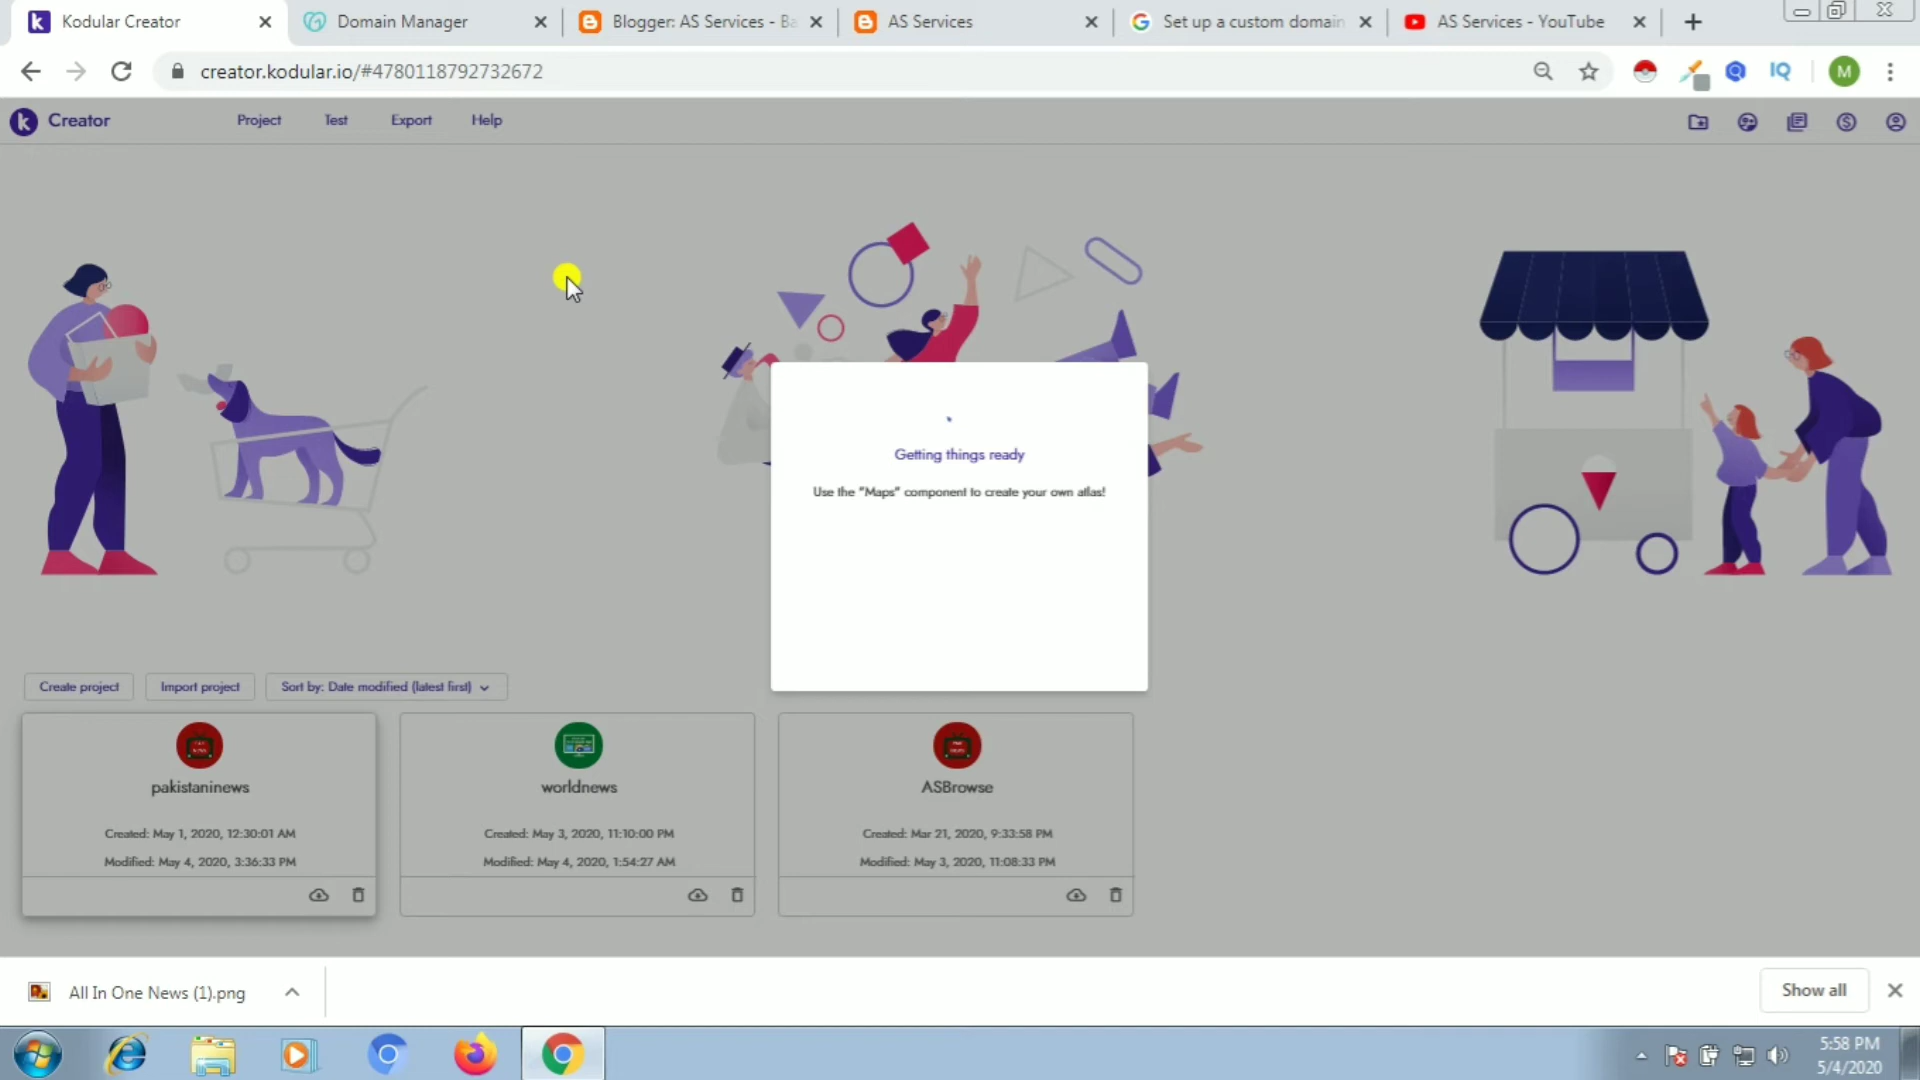 Kodular Creator
Domain Manager
Blogger: AS Services - Ba
AS Services
Set up a custom domain
AS Services - YouTube
creator.kodular.io/#4780118792732672
IQ
M
Creator
Project
Test
Export
Help
Getting things ready
Use the "Maps" component to create your own atlas!
Create project
Import project
Sort by: Date modified (latest first)
pakistaninews
Created: May 1, 2020, 12:30:01 AM
Modified: May 4, 2020, 3:36:33 PM
worldnews
Created: May 3, 2020, 11:10:00 PM
Modified: May 4, 2020, 1:54:27 AM
ASBrowse
Created: Mar 21, 2020, 9:33:58 PM
Modified: May 3, 2020, 11:08:33 PM
All In One News (1).png
Show all
5:58 PM
5/4/2020